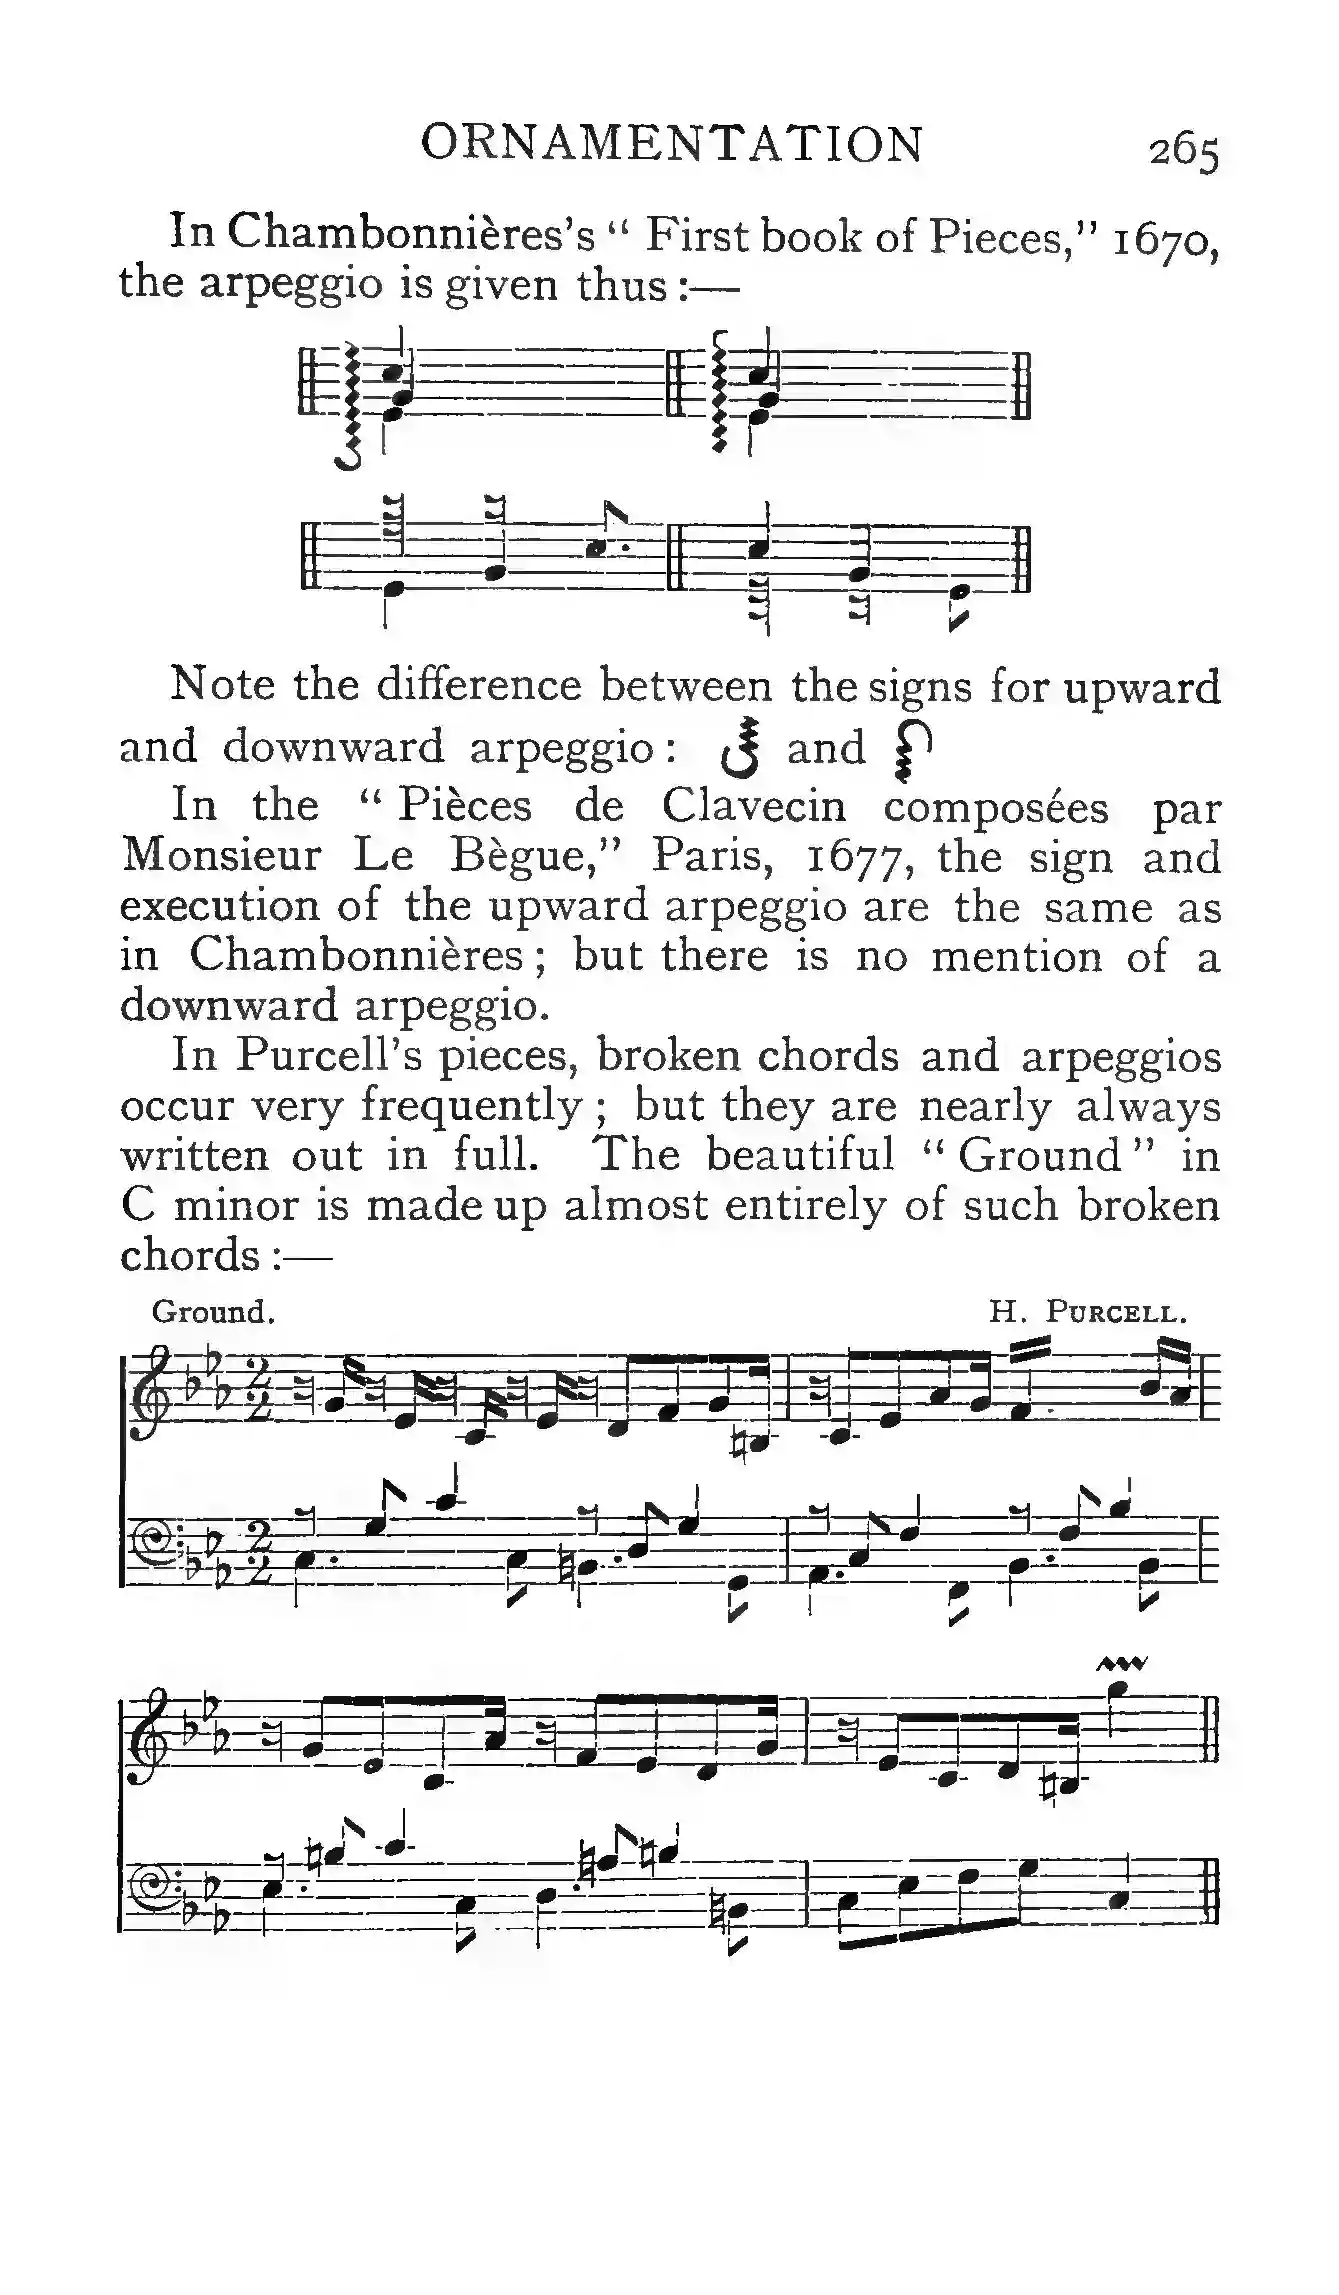 ORNAMENTATION 265
In Chambonnières's “ First book of Pieces,” 1670,
the arpeggio is given thus :—
Note the difference between the signs for upward
and downward arpeggio : and
In the “ Pièces de Clavecin composées par
Monsieur Le Bègue,” Paris, 1677, the sign and
execution of the upward arpeggio are the same as
in Chambonnières ; but there is no mention of a
downward arpeggio.
In Purcell’s pieces, broken chords and arpeggios
occur very frequently ; but they are nearly always
written out in full. The beautiful “ Ground ” in
C minor is made up almost entirely of such broken
chords :—
Ground. H. PURCELL.
2
2
2
2